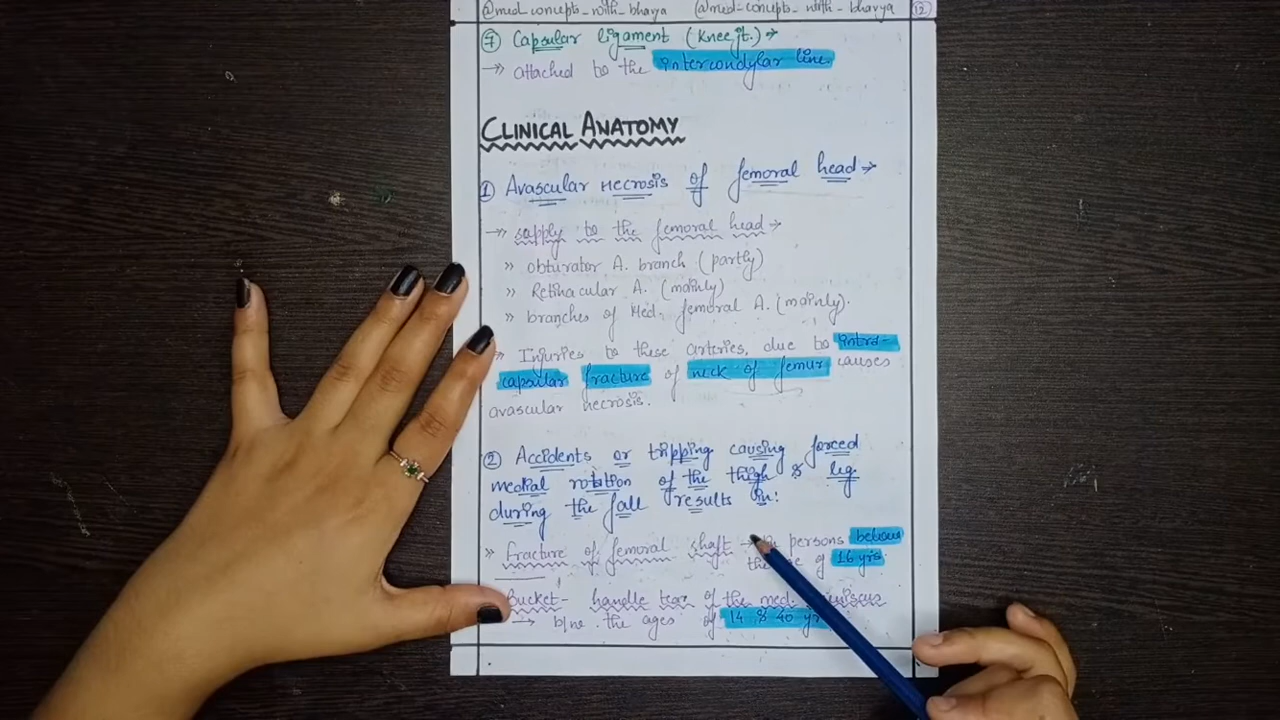 @med_concepts_with_bhavya @med_concepts_with_bhavya 12
7 Capsular ligament (Knee jt.) →
→» attached to the intercondylar line.
CLINICAL ANATOMY
1 Avascular necrosis of femoral head →
→» supply to the femoral head →
» obturator A. branch (partly)
» Retinacular A. (mainly)
» branches of Med. femoral A. (mainly).
» Injuries to these arteries, due to intra-
capsular fracture of neck of femur causes
avascular necrosis.
2 Accidents or tripping causing forced
medial rotation of the thigh & leg
during the fall results in:
» fracture of femoral shaft → persons below
the of 16 yrs.
Bucket- handle tear of the med.
→ b/w the ages of 14 & 40